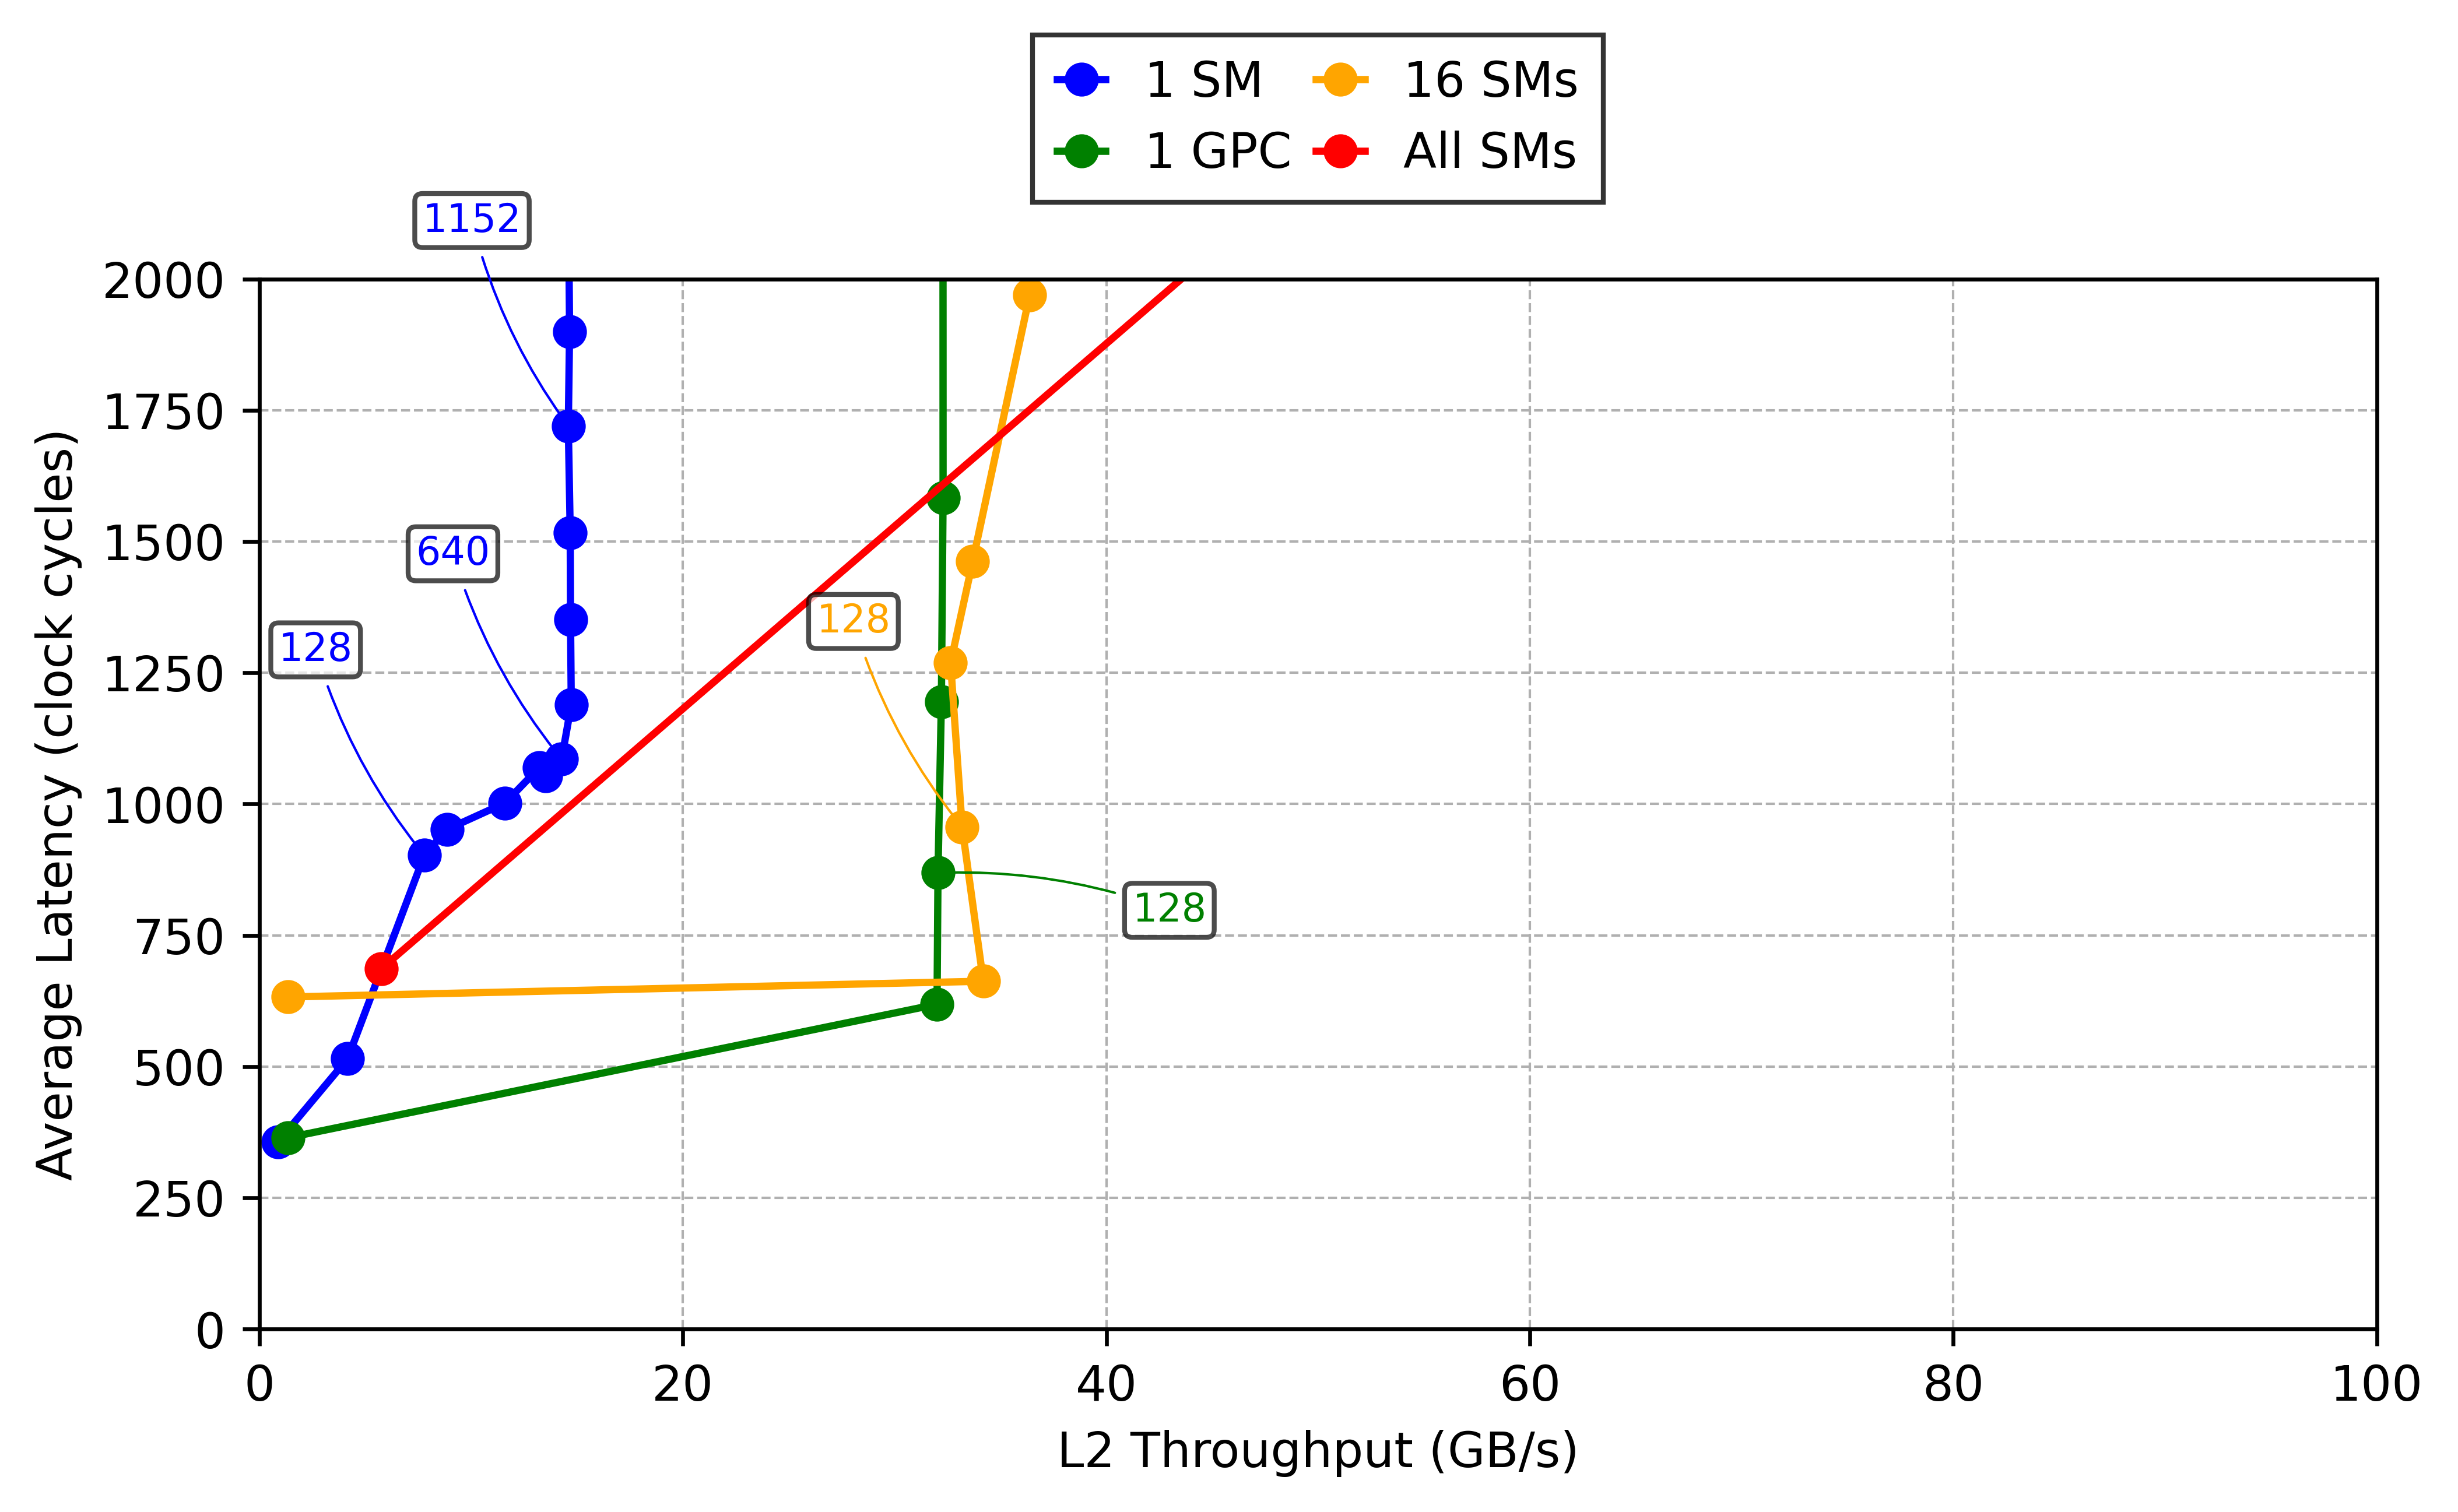 1 SM
16 SMs
1 GPC
All SMs
1152
640
128
128
128
2000
1750
1500
1250
1000
750
500
250
0
Average Latency (clock cycles)
0 20 40 60 80 100
L2 Throughput (GB/s)